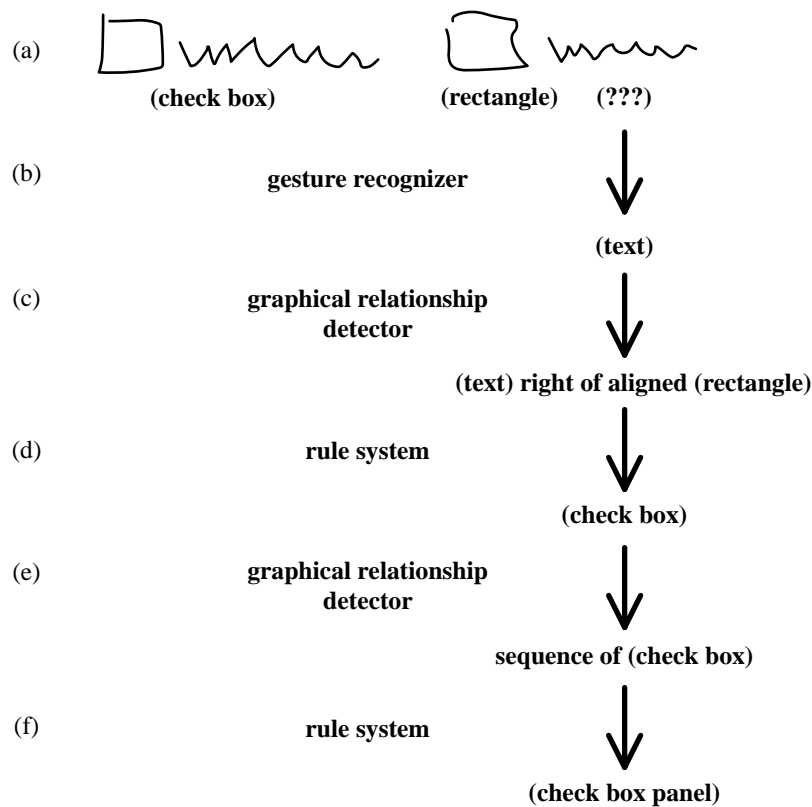 (a)
(check box) (rectangle) (???)
(b) gesture recognizer
(text)
(c) graphical relationship
detector
(text) right of aligned (rectangle)
(d) rule system
(check box)
(e) graphical relationship
detector
sequence of (check box)
(f) rule system
(check box panel)